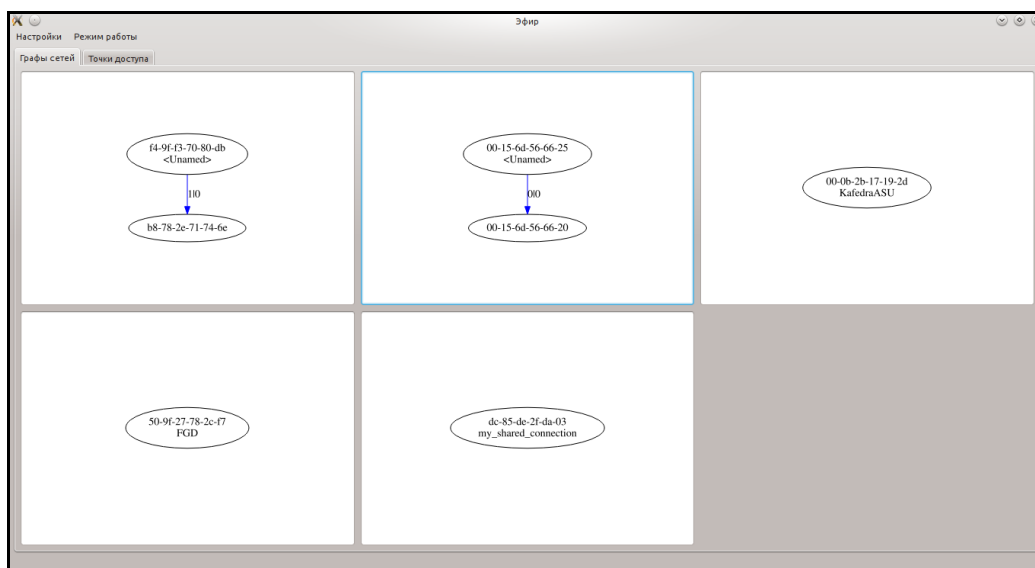 Эфир
Настройки Режим работы
Графы сетей Точки доступа
f4-9f-f3-70-80-db
<Unamed>
1|0
b8-78-2e-71-74-6e
00-15-6d-56-66-25
<Unamed>
0|0
00-15-6d-56-66-20
00-0b-2b-17-19-2d
KafedraASU
50-9f-27-78-2c-f7
FGD
dc-85-de-2f-da-03
my_shared_connection